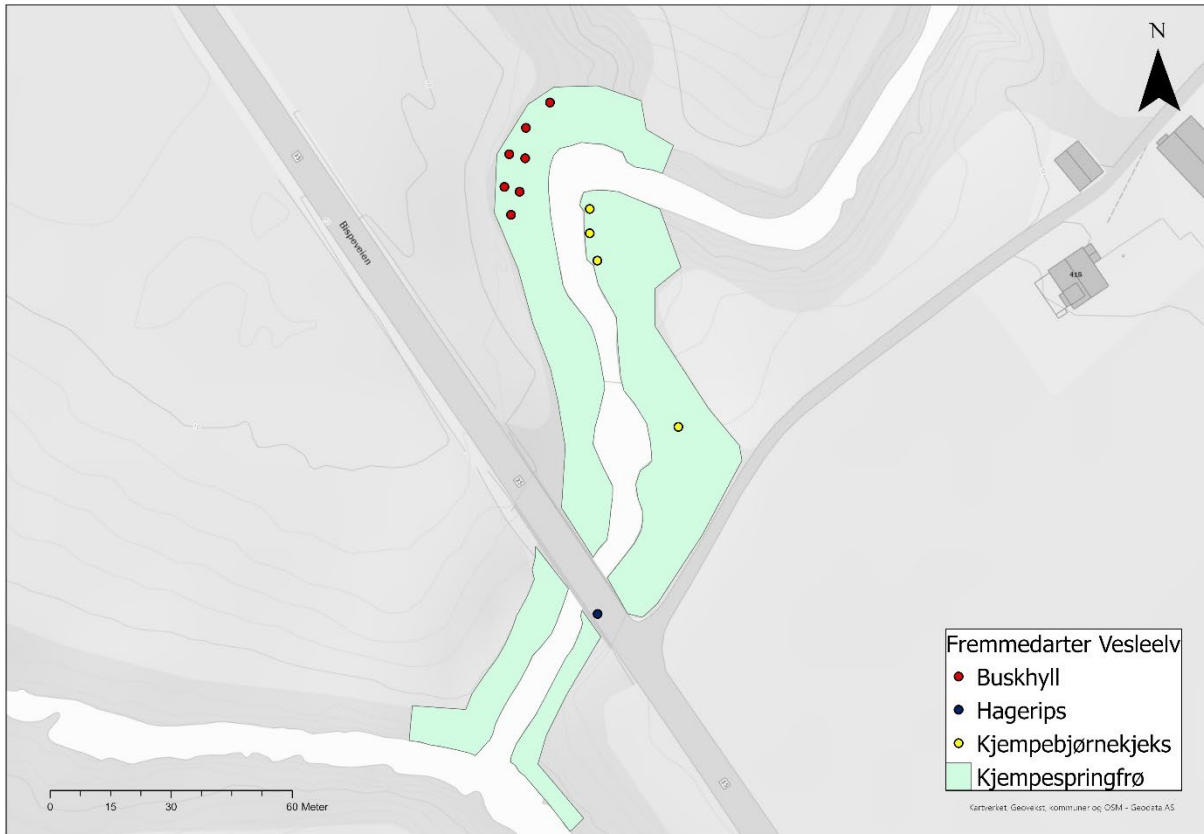 N
Bispeveien
415
Fremmedarter Vesleelv
Buskhyll
Hagerips
Kjempebjørnekjeks
Kjempespringfrø
0 15 30 60 Meter
Kartverket, Geovekst, kommuner og OSM - Geodata AS